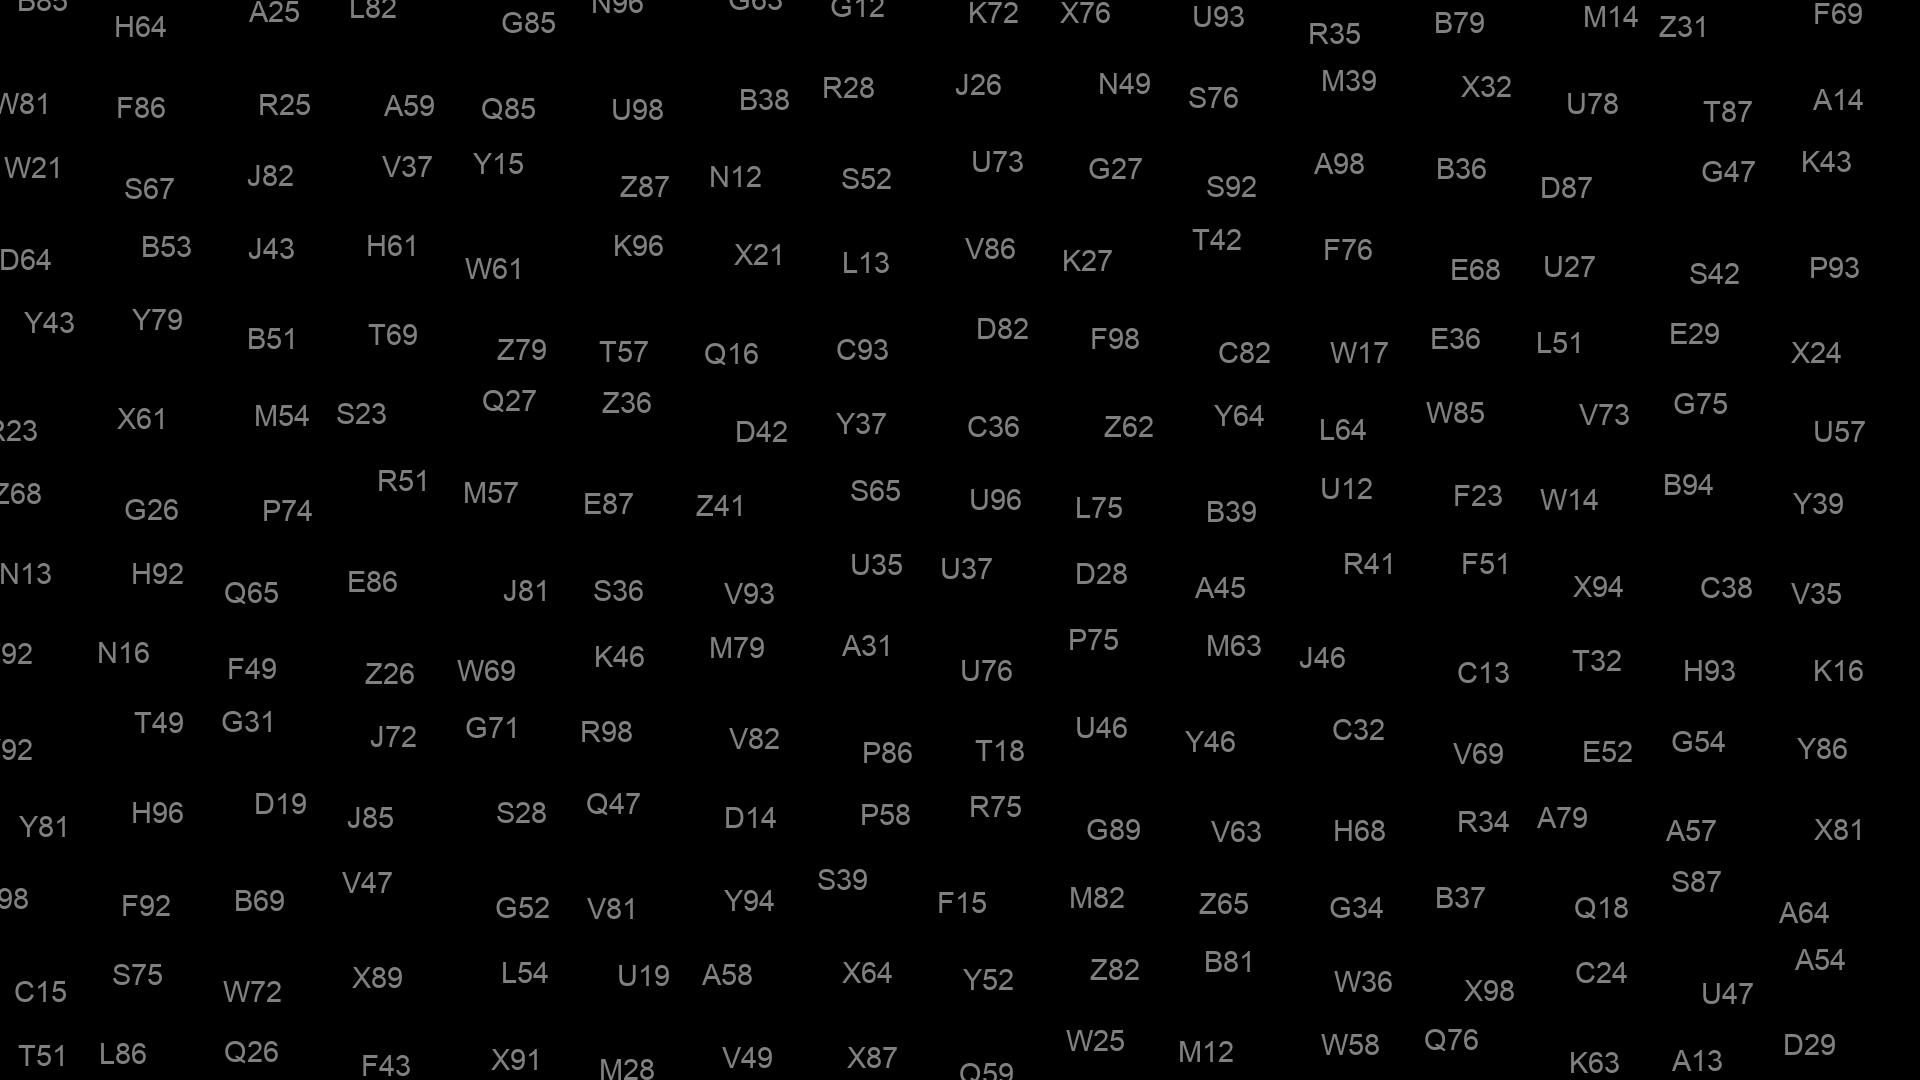 B85 H64 A25 L82 G85 N96 G63 G12 K72 X76 U93 R35 B79 M14 Z31 F69
W81 F86 R25 A59 Q85 U98 B38 R28 J26 N49 S76 M39 X32 U78 T87 A14
W21 S67 J82 V37 Y15 Z87 N12 S52 U73 G27 S92 A98 B36 D87 G47 K43
D64 B53 J43 H61 W61 K96 X21 L13 V86 K27 T42 F76 E68 U27 S42 P93
Y43 Y79 B51 T69 Z79 T57 Q16 C93 D82 F98 C82 W17 E36 L51 E29 X24
R23 X61 M54 S23 Q27 Z36 D42 Y37 C36 Z62 Y64 L64 W85 V73 G75 U57
Z68 G26 P74 R51 M57 E87 Z41 S65 U96 L75 B39 U12 F23 W14 B94 Y39
N13 H92 Q65 E86 J81 S36 V93 U35 U37 D28 A45 R41 F51 X94 C38 V35
92 N16 F49 Z26 W69 K46 M79 A31 U76 P75 M63 J46 C13 T32 H93 K16
92 T49 G31 J72 G71 R98 V82 P86 T18 U46 Y46 C32 V69 E52 G54 Y86
Y81 H96 D19 J85 S28 Q47 D14 P58 R75 G89 V63 H68 R34 A79 A57 X81
98 F92 B69 V47 G52 V81 Y94 S39 F15 M82 Z65 G34 B37 Q18 S87 A64
C15 S75 W72 X89 L54 U19 A58 X64 Y52 Z82 B81 W36 X98 C24 U47 A54
T51 L86 Q26 F43 X91 M28 V49 X87 Q59 W25 M12 W58 Q76 K63 A13 D29